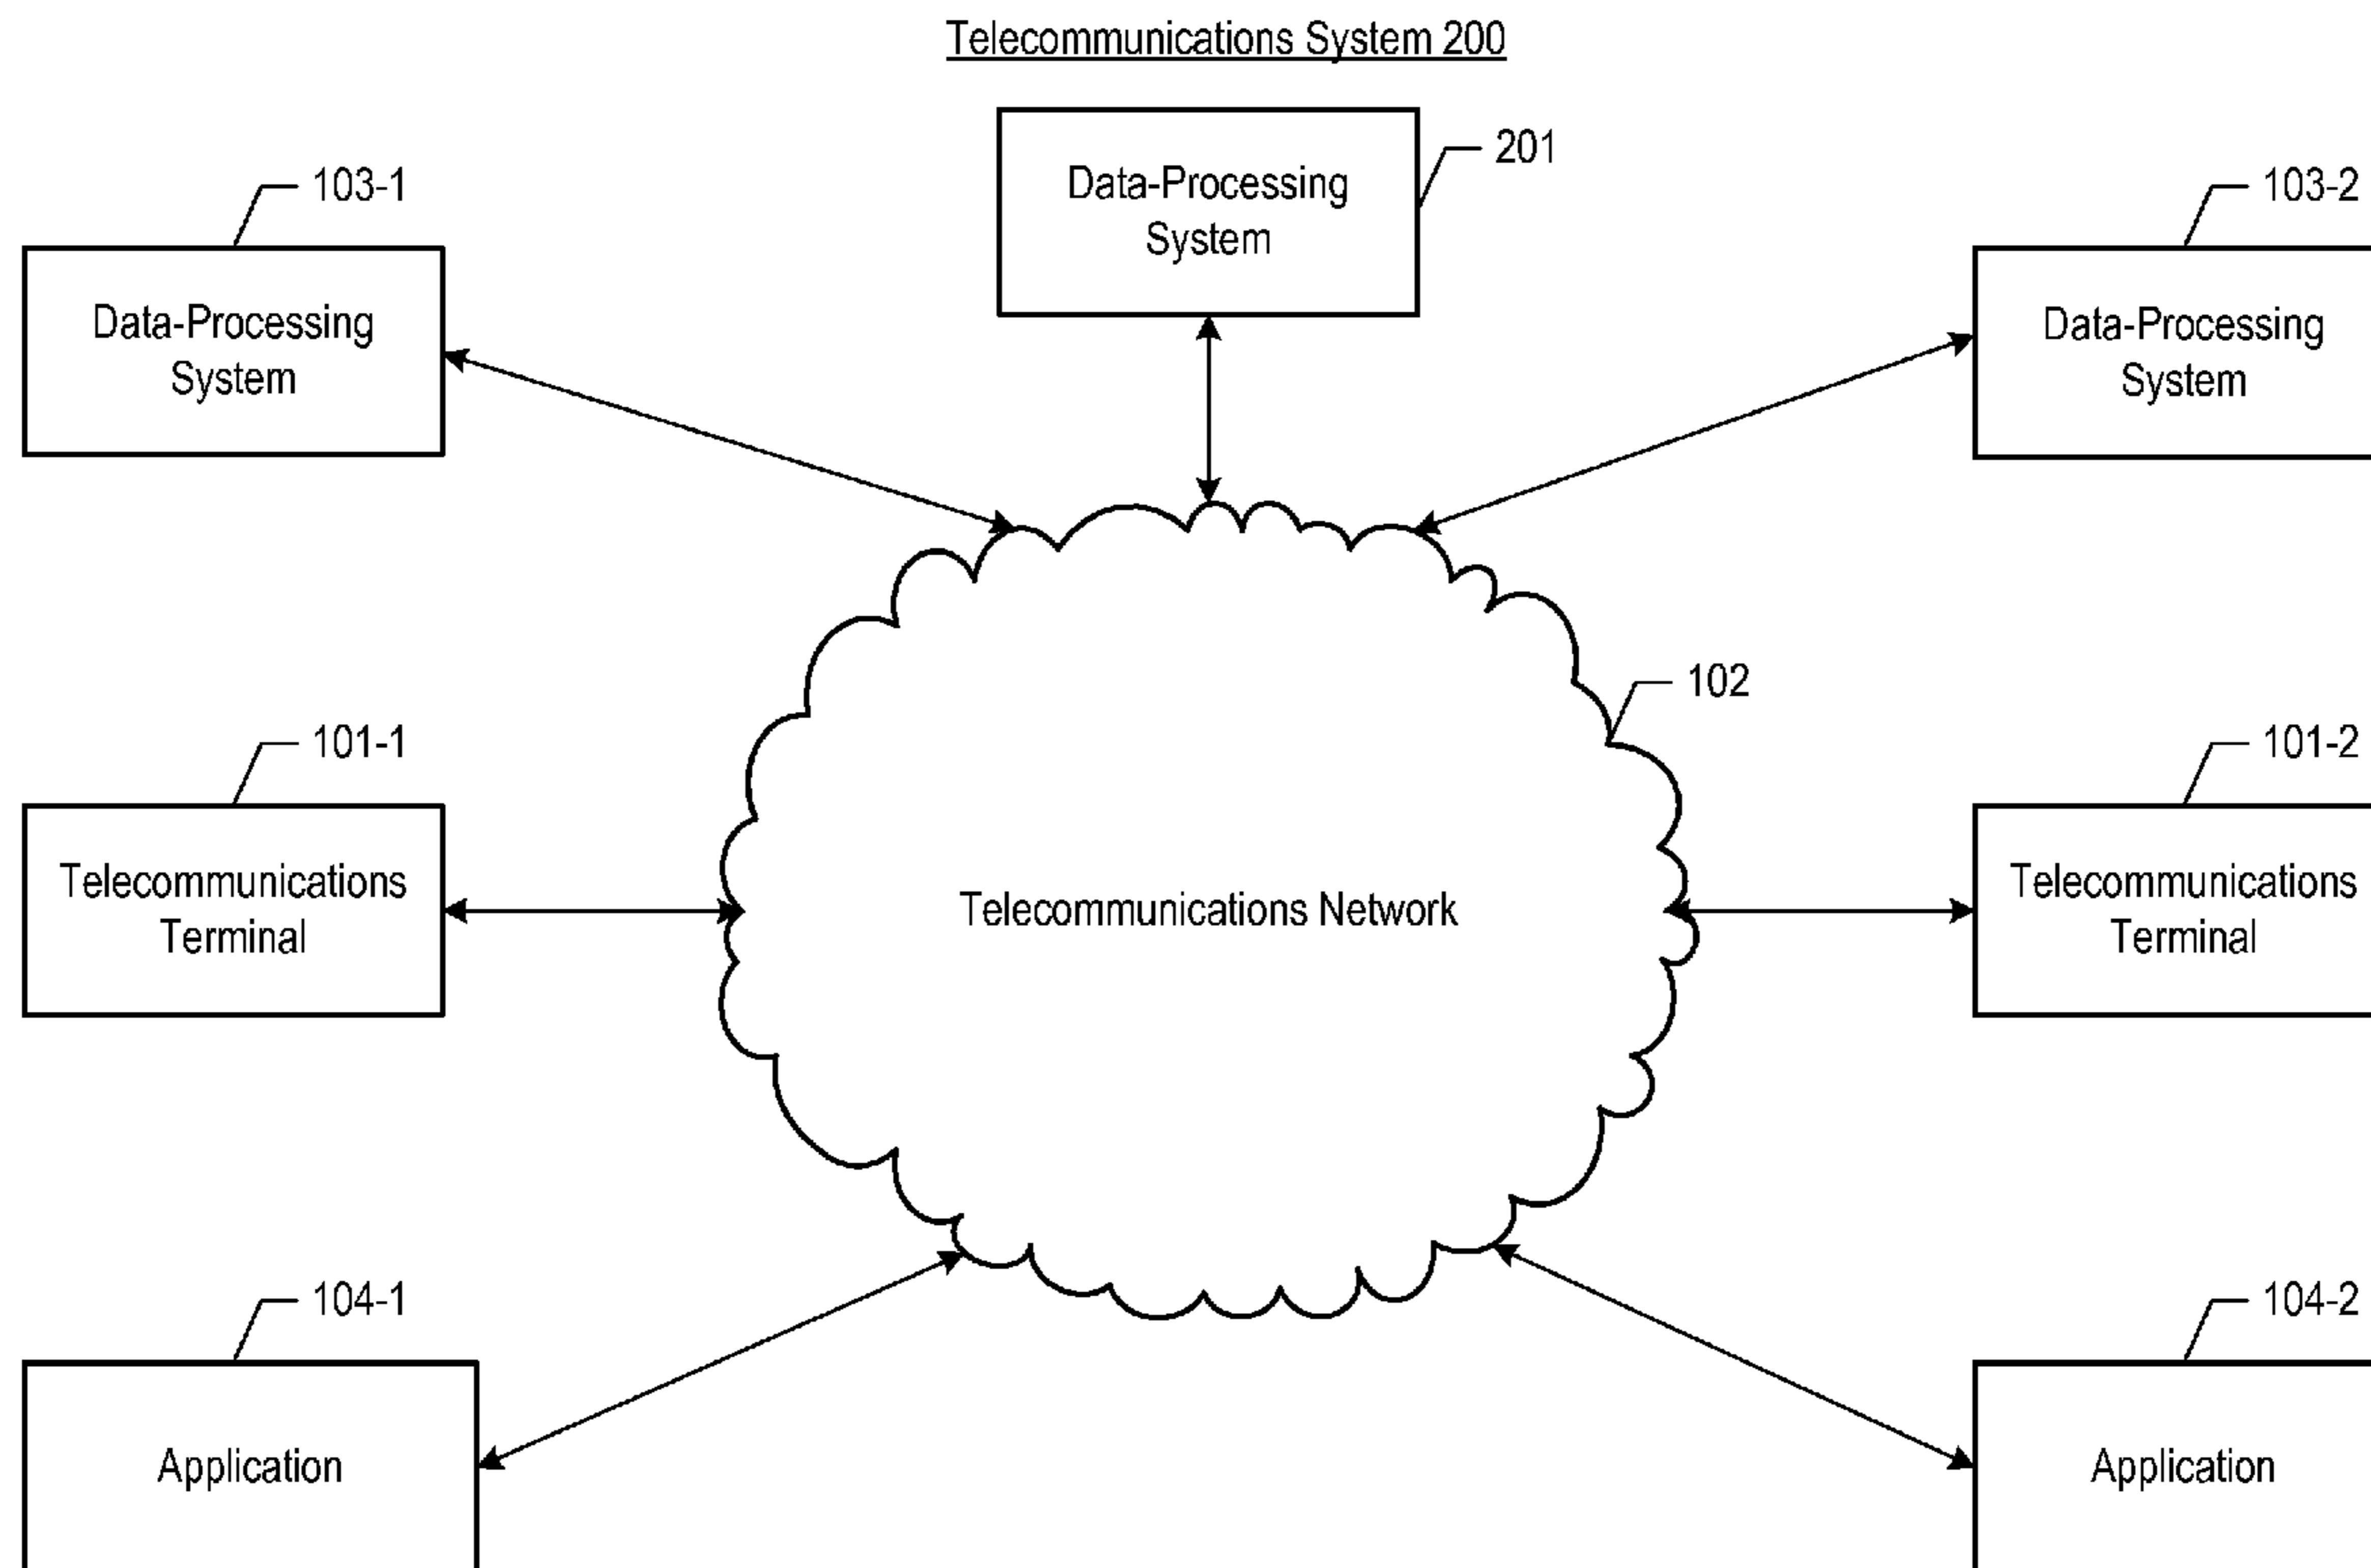 Telecommunications System 200
Data-Processing
System
201
103-1
Data-Processing
System
103-2
Data-Processing
System
102
101-1
Telecommunications
Terminal
Telecommunications Network
101-2
Telecommunications
Terminal
104-1
Application
104-2
Application